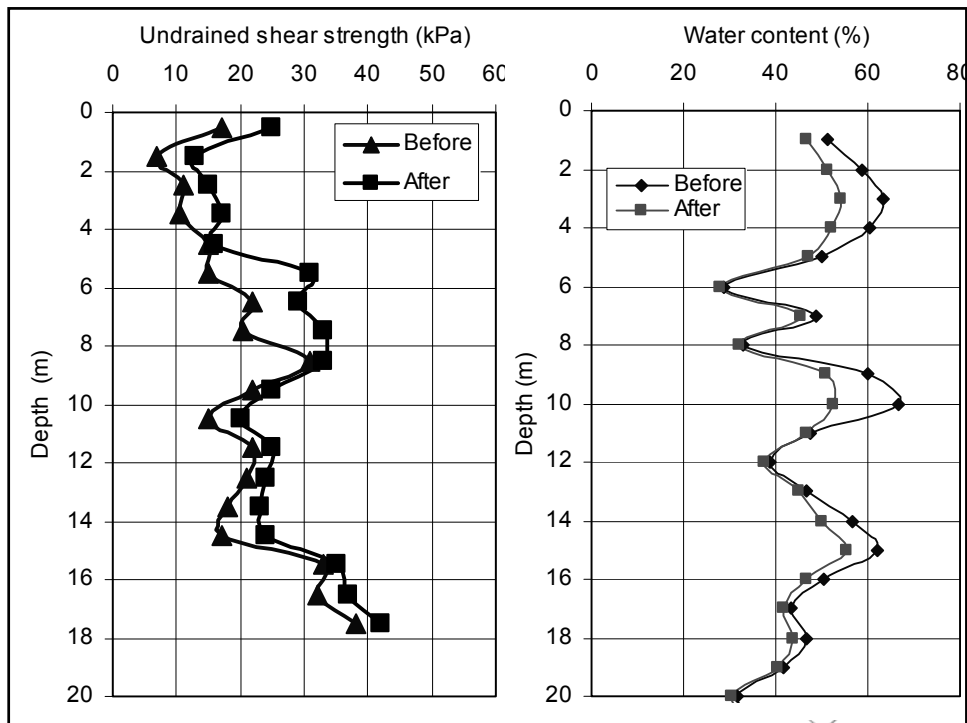 Undrained shear strength (kPa)
0 10 20 30 40 50 60
0
2
4
6
8
10
12
14
16
18
20
Depth (m)
Before
After
Water content (%)
0 20 40 60 80
0
2
4
6
8
10
12
14
16
18
20
Depth (m)
Before
After